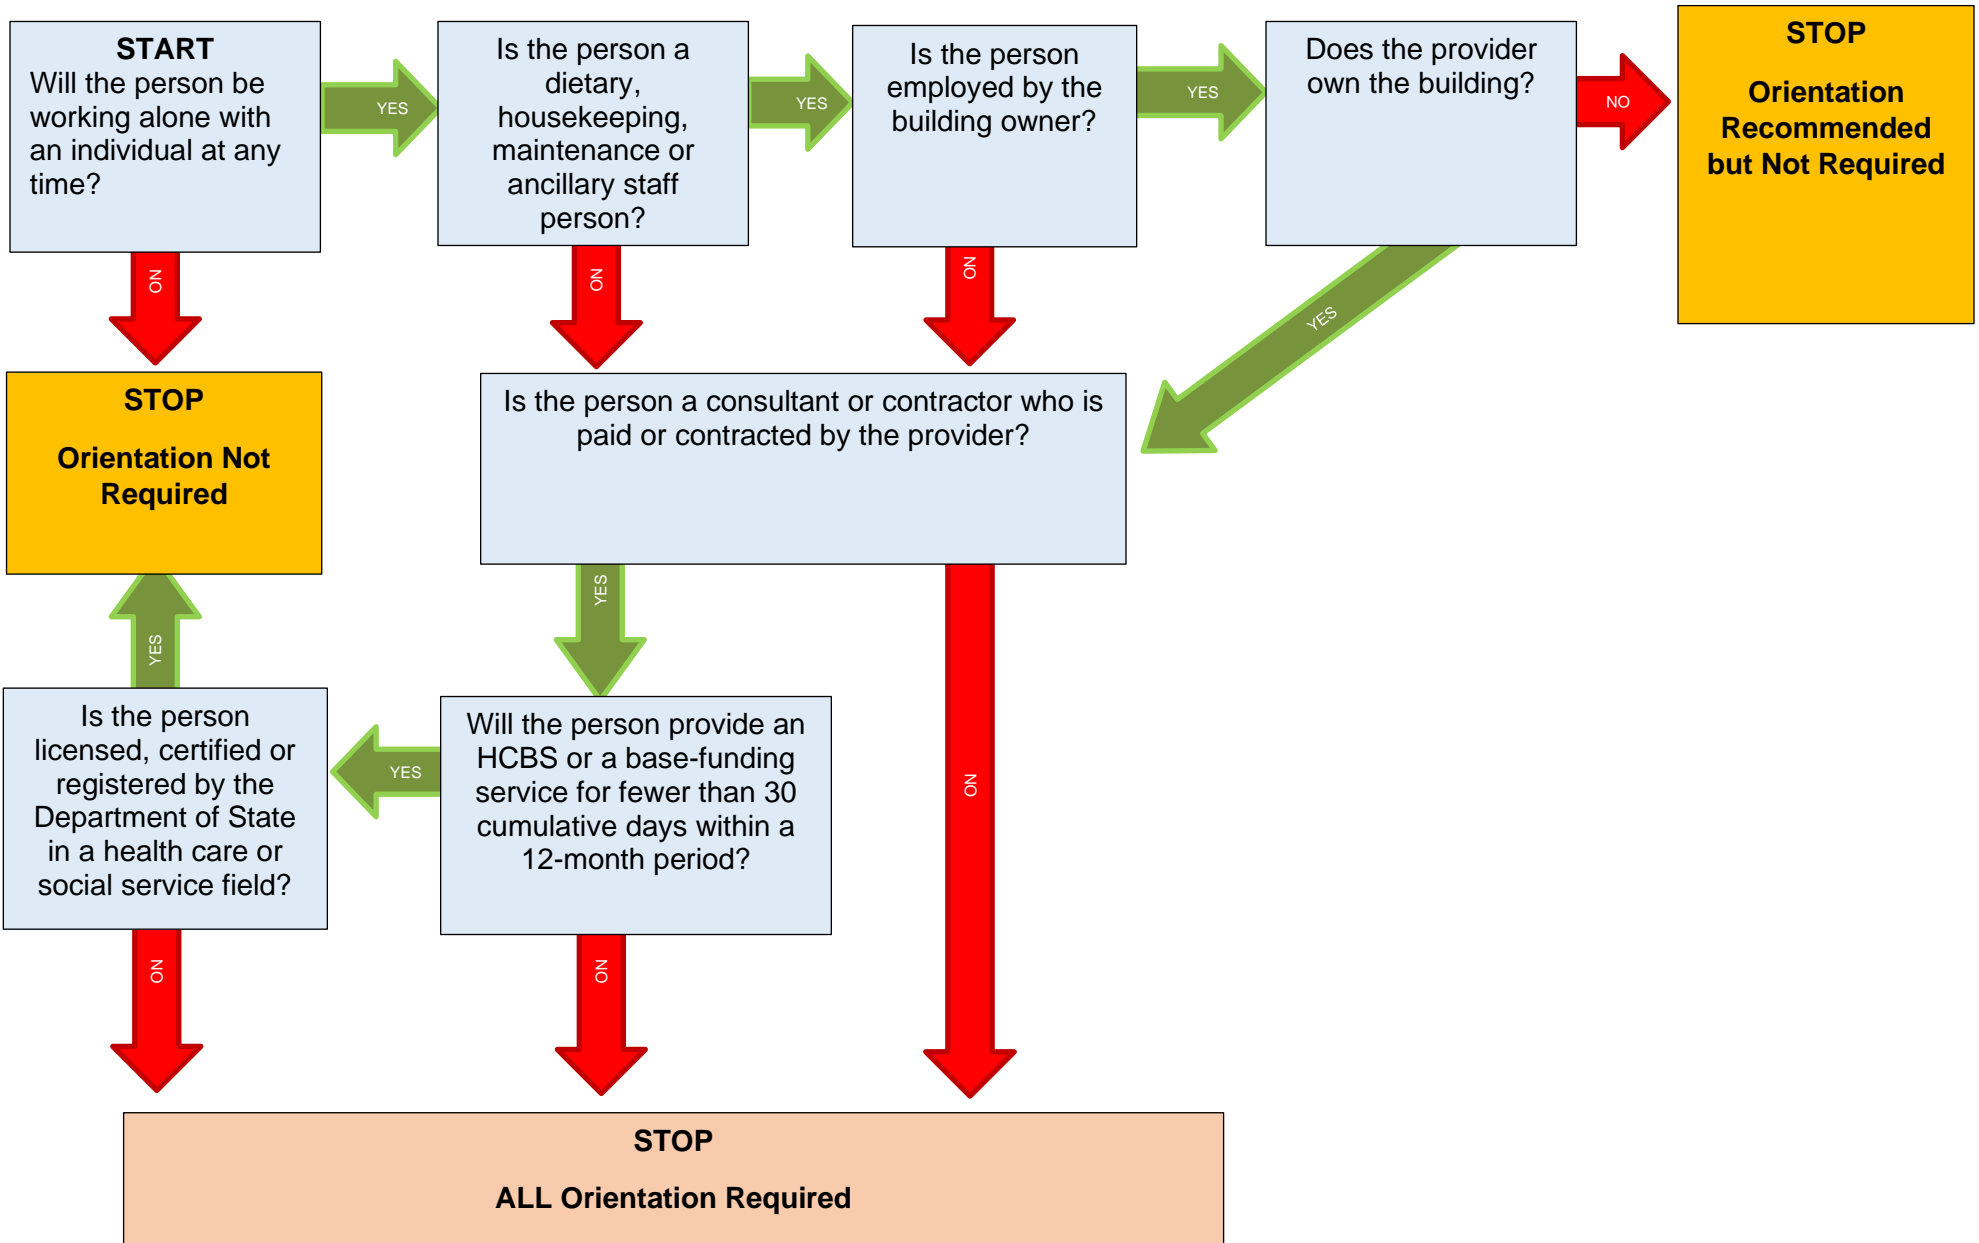 START
Will the person be
working alone with
an individual at any
time?
YES
Is the person a
dietary,
housekeeping,
maintenance or
ancillary staff
person?
YES
Is the person
employed by the
building owner?
YES
Does the provider
own the building?
NO
STOP
Orientation
Recommended
but Not Required
NO
NO
NO
YES
STOP
Orientation Not
Required
Is the person a consultant or contractor who is
paid or contracted by the provider?
YES
YES
NO
Is the person
licensed, certified or
registered by the
Department of State
in a health care or
social service field?
YES
Will the person provide an
HCBS or a base-funding
service for fewer than 30
cumulative days within a
12-month period?
NO
NO
STOP
ALL Orientation Required